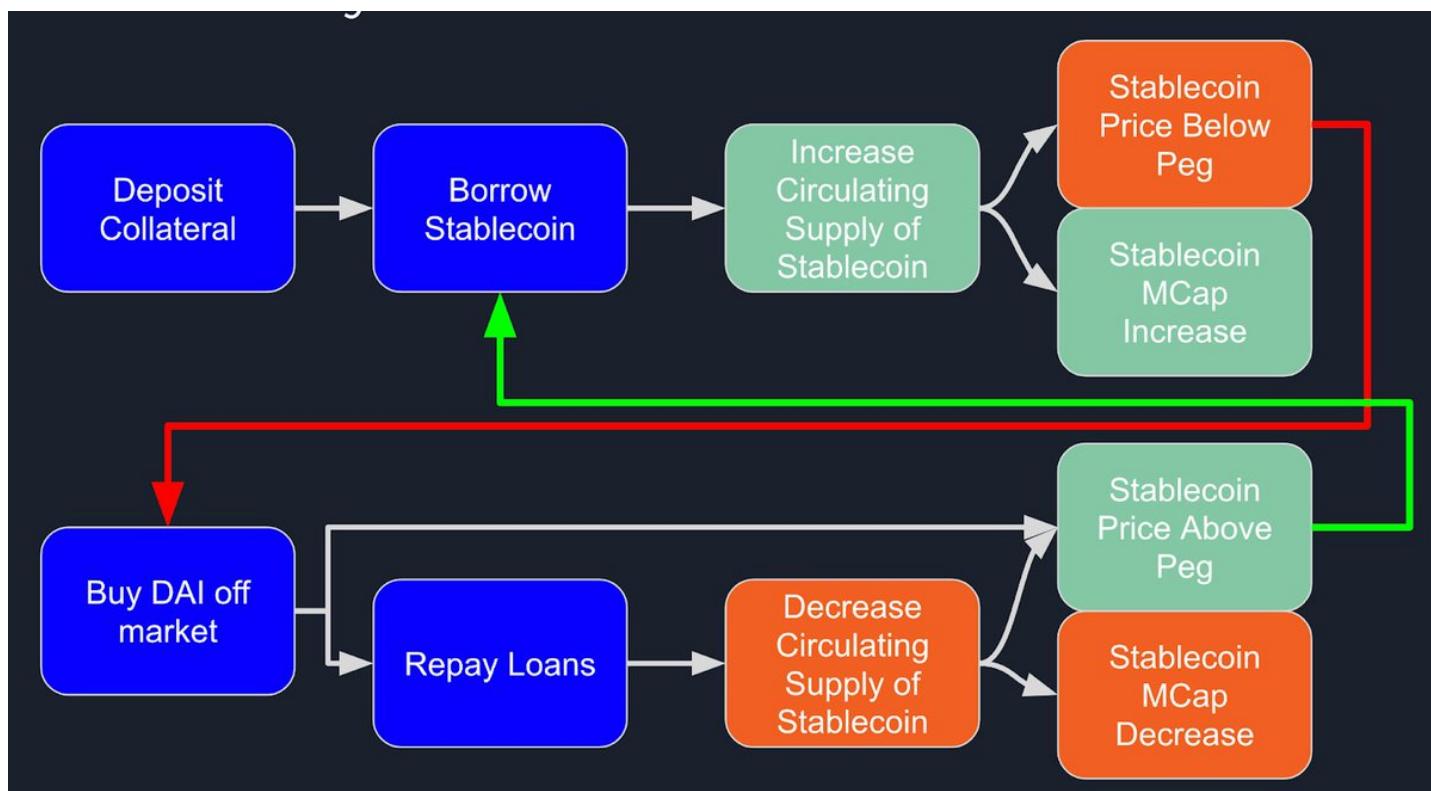 Deposit
Collateral
Borrow
Stablecoin
Increase
Circulating
Supply of
Stablecoin
Stablecoin
Price Below
Peg
Stablecoin
MCap
Increase
Buy DAI off
market
Repay Loans
Decrease
Circulating
Supply of
Stablecoin
Stablecoin
Price Above
Peg
Stablecoin
MCap
Decrease